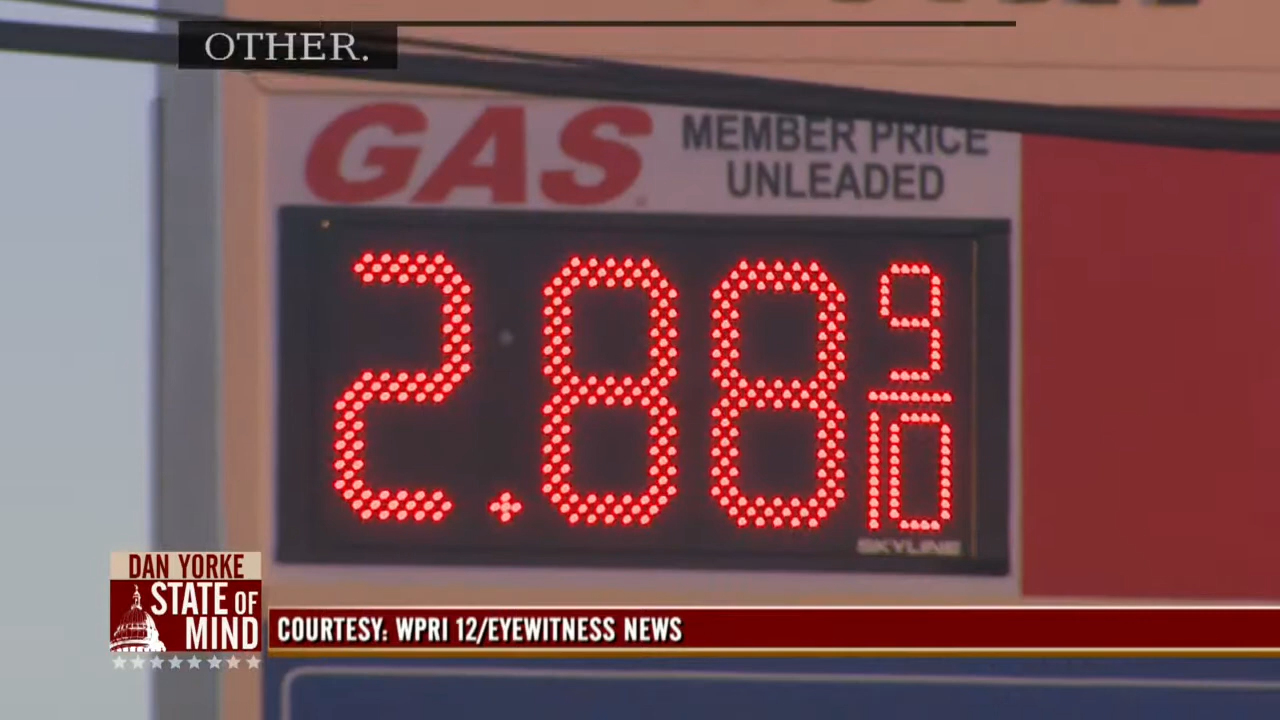 OTHER.
GAS
MEMBER PRICE
UNLEADED
2.88 9/10
SKYLINE
DAN YORKE
STATE OF
MIND
COURTESY: WPRI 12/EYEWITNESS NEWS